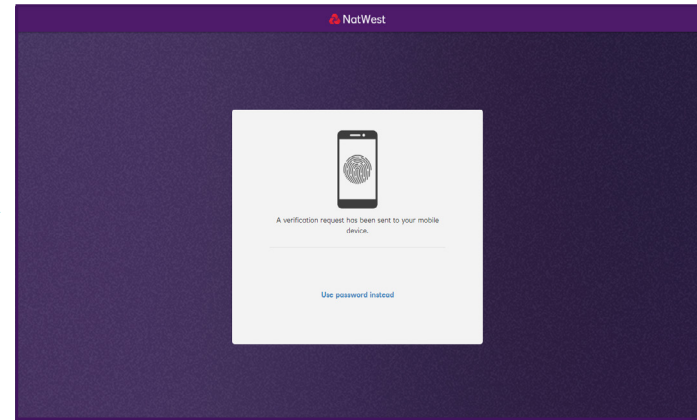 NatWest
A verification request has been sent to your mobile
device.
Use password instead